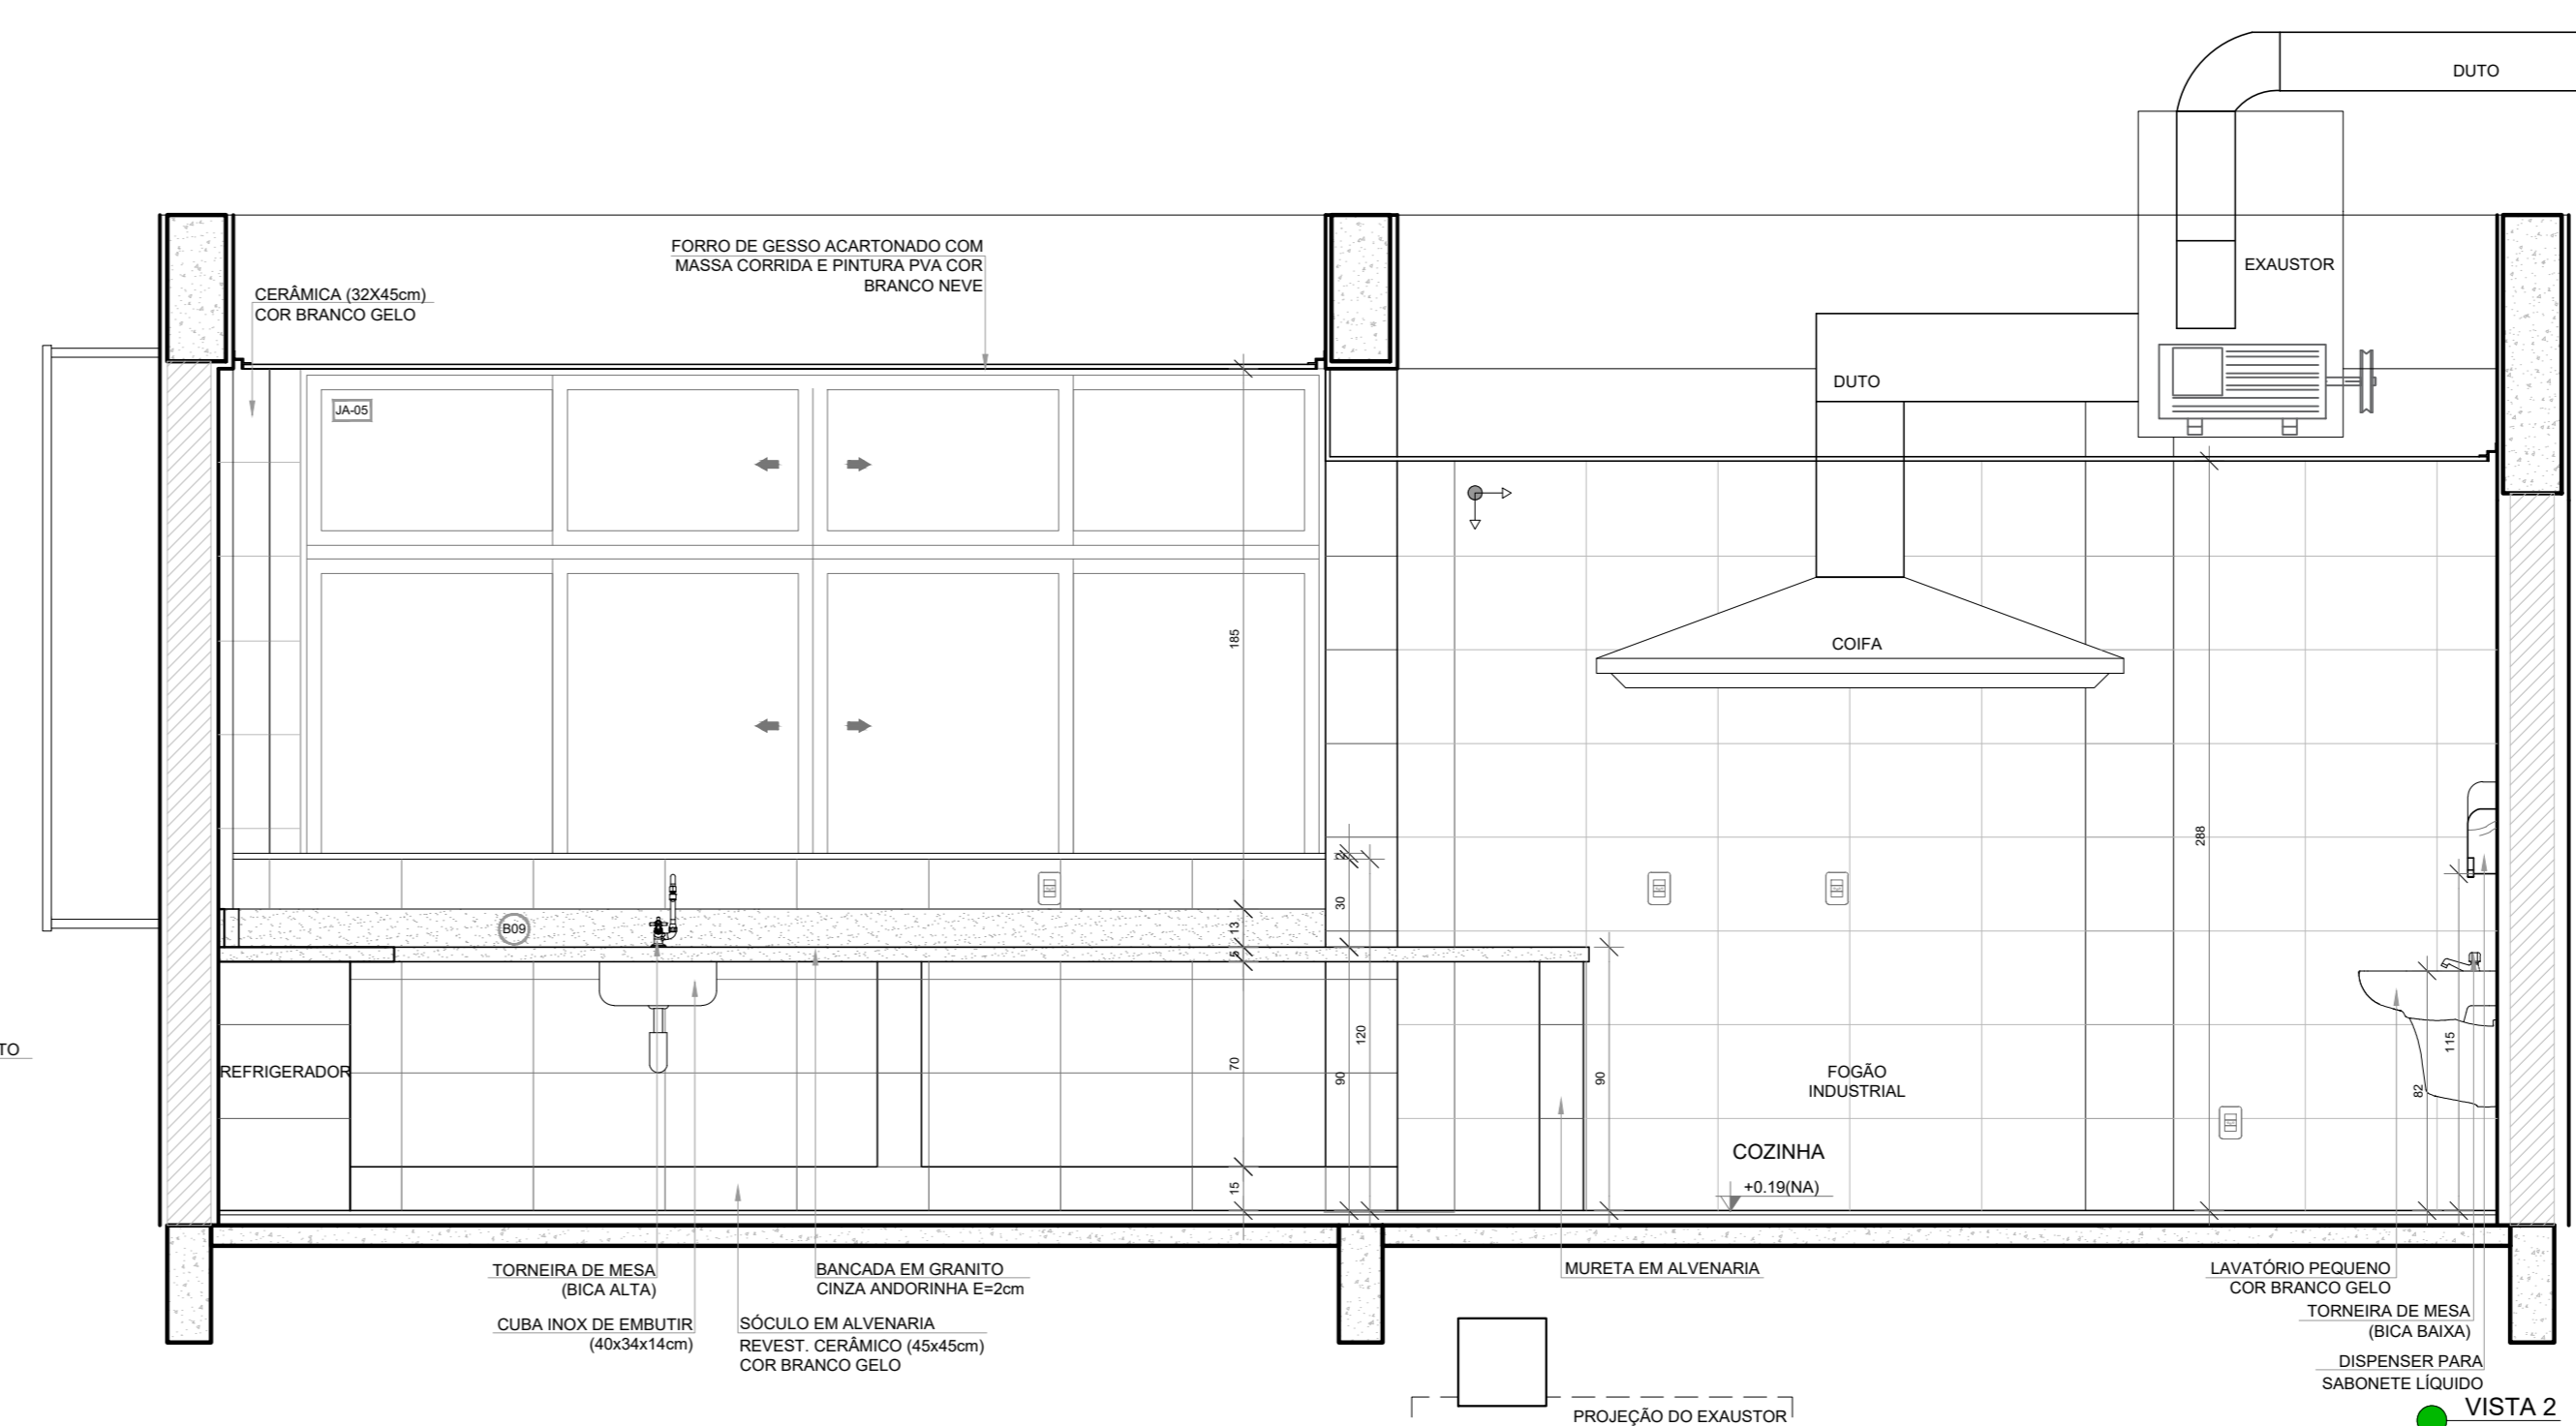 DUTO
EXAUSTOR
FORRO DE GESSO ACARTONADO COM
MASSA CORRIDA E PINTURA PVA COR
BRANCO NEVE
CERÂMICA (32X45cm)
COR BRANCO GELO
DUTO
JA-05
185
COIFA
288
2
30
13
B09
5
120
115
TO
REFRIGERADOR
70
90
90
FOGÃO
INDUSTRIAL
82
COZINHA
+0.19(NA)
15
TORNEIRA DE MESA
(BICA ALTA)
BANCADA EM GRANITO
CINZA ANDORINHA E=2cm
MURETA EM ALVENARIA
LAVATÓRIO PEQUENO
COR BRANCO GELO
CUBA INOX DE EMBUTIR
(40x34x14cm)
SÓCULO EM ALVENARIA
REVEST. CERÂMICO (45x45cm)
COR BRANCO GELO
TORNEIRA DE MESA
(BICA BAIXA)
DISPENSER PARA
SABONETE LÍQUIDO
PROJEÇÃO DO EXAUSTOR
VISTA 2